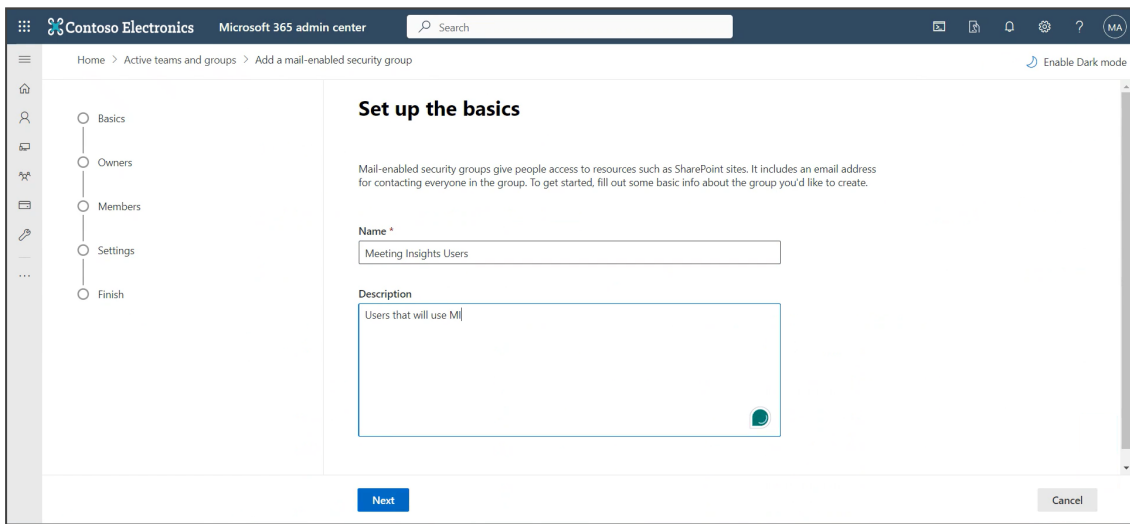 Contoso Electronics Microsoft 365 admin center Search MA
Home > Active teams and groups > Add a mail-enabled security group Enable Dark mode
Basics
Owners
Members
Settings
Finish
Set up the basics
Mail-enabled security groups give people access to resources such as SharePoint sites. It includes an email address
for contacting everyone in the group. To get started, fill out some basic info about the group you'd like to create.
Name *
Meeting Insights Users
Description
Users that will use MI
Next Cancel